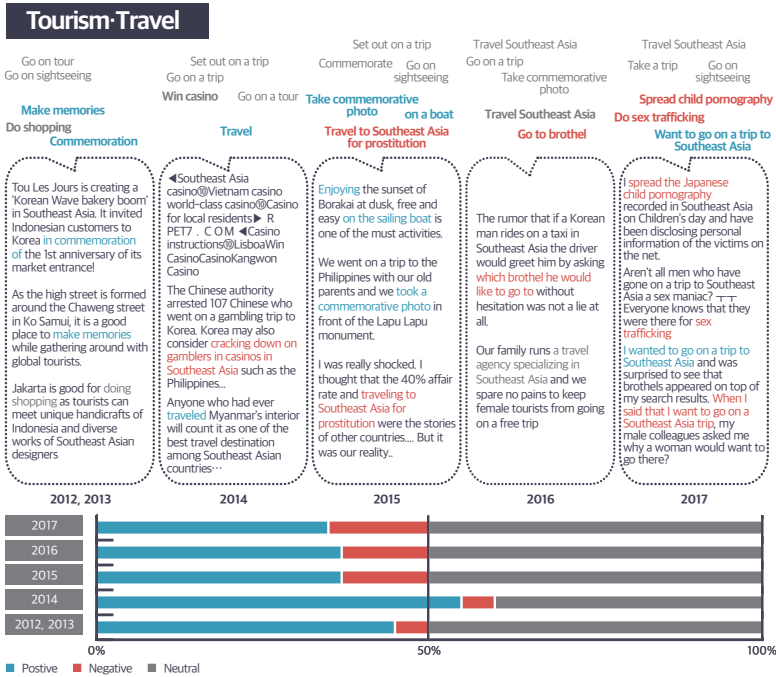 Tourism·Travel
Go on tour
Go on sightseeing
Make memories
Do shopping
Commemoration
Set out on a trip
Go on a trip
Win casino
Go on a tour
Travel
Set out on a trip
Commemorate
Go on
sightseeing
Take commemorative
photo
on a boat
Travel to Southeast Asia
for prostitution
Travel Southeast Asia
Go on a trip
Take commemorative
photo
Travel Southeast Asia
Go to brothel
Travel Southeast Asia
Take a trip
Go on
sightseeing
Spread child pornography
Do sex trafficking
Want to go on a trip to
Southeast Asia
Tou Les Jours is creating a
'Korean Wave bakery boom'
in Southeast Asia. It invited
Indonesian customers to
Korea in commemoration
of the 1st anniversary of its
market entrance!
As the high street is formed
around the Chaweng street
in Ko Samui, it is a good
place to make memories
while gathering around with
global tourists.
Jakarta is good for doing
shopping as tourists can
meet unique handicrafts of
Indonesia and diverse
works of Southeast Asian
designers
◀Southeast Asia
casino⑩Vietnam casino
world-class casino⑩Casino
for local residents▶ R
PET7 . C O M ◀Casino
instructions⑩LisboaWin
CasinoCasinoKangwon
Casino
The Chinese authority
arrested 107 Chinese who
went on a gambling trip to
Korea. Korea may also
consider cracking down on
gamblers in casinos in
Southeast Asia such as the
Philippines...
Anyone who had ever
traveled Myanmar's interior
will count it as one of the
best travel destination
among Southeast Asian
countries⋯
Enjoying the sunset of
Borakai at dusk, free and
easy on the sailing boat is
one of the must activities.
We went on a trip to the
Philippines with our old
parents and we took a
commemorative photo in
front of the Lapu Lapu
monument.
I was really shocked. I
thought that the 40% affair
rate and traveling to
Southeast Asia for
prostitution were the stories
of other countries.... But it
was our reality..
The rumor that if a Korean
man rides on a taxi in
Southeast Asia the driver
would greet him by asking
which brothel he would
like to go to without
hesitation was not a lie at
all.
Our family runs a travel
agency specializing in
Southeast Asia and we
spare no pains to keep
female tourists from going
on a free trip
I spread the Japanese
child pornography
recorded in Southeast Asia
on Children's day and have
been disclosing personal
information of the victims on
the net.
Aren't all men who have
gone on a trip to Southeast
Asia a sex maniac? ㅜㅜ
Everyone knows that they
were there for sex
trafficking
I wanted to go on a trip to
Southeast Asia and was
surprised to see that
brothels appeared on top of
my search results. When I
said that I want to go on a
Southeast Asia trip, my
male colleagues asked me
why a woman would want to
go there?
2012, 2013
2014
2015
2016
2017
2017
2016
2015
2014
2012, 2013
0%
50%
100%
Postive
Negative
Neutral